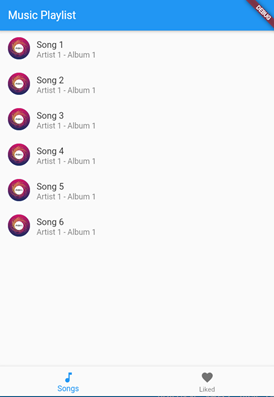 Music Playlist
DEBUG
Song 1
Artist 1 - Album 1
Song 2
Artist 1 - Album 1
Song 3
Artist 1 - Album 1
Song 4
Artist 1 - Album 1
Song 5
Artist 1 - Album 1
Song 6
Artist 1 - Album 1
Songs
Liked